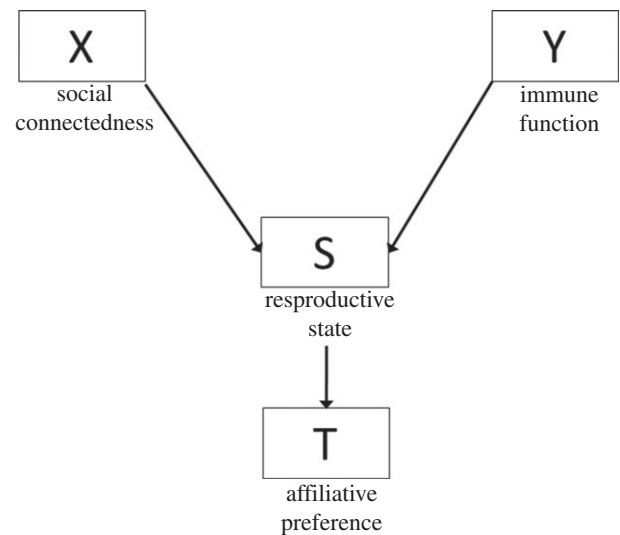 X
Y
social
connectedness
immune
function
S
resproductive
state
T
affiliative
preference